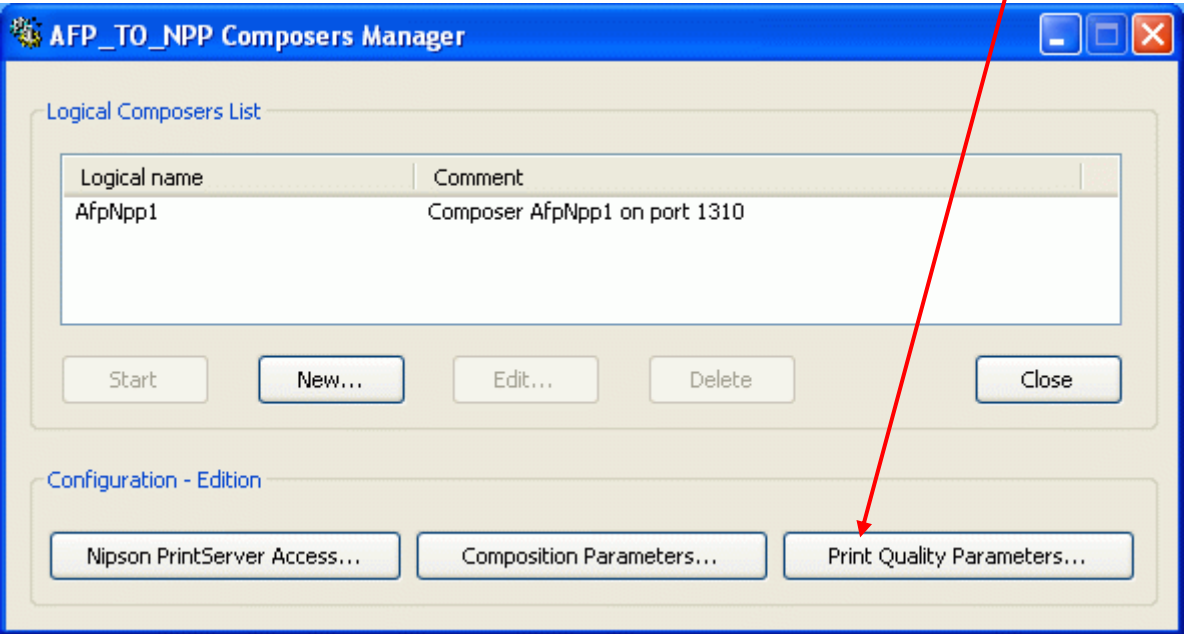 AFP_TO_NPP Composers Manager
Logical Composers List
Logical name Comment
AfpNpp1 Composer AfpNpp1 on port 1310
Start New... Edit... Delete Close
Configuration - Edition
Nipson PrintServer Access... Composition Parameters... Print Quality Parameters...